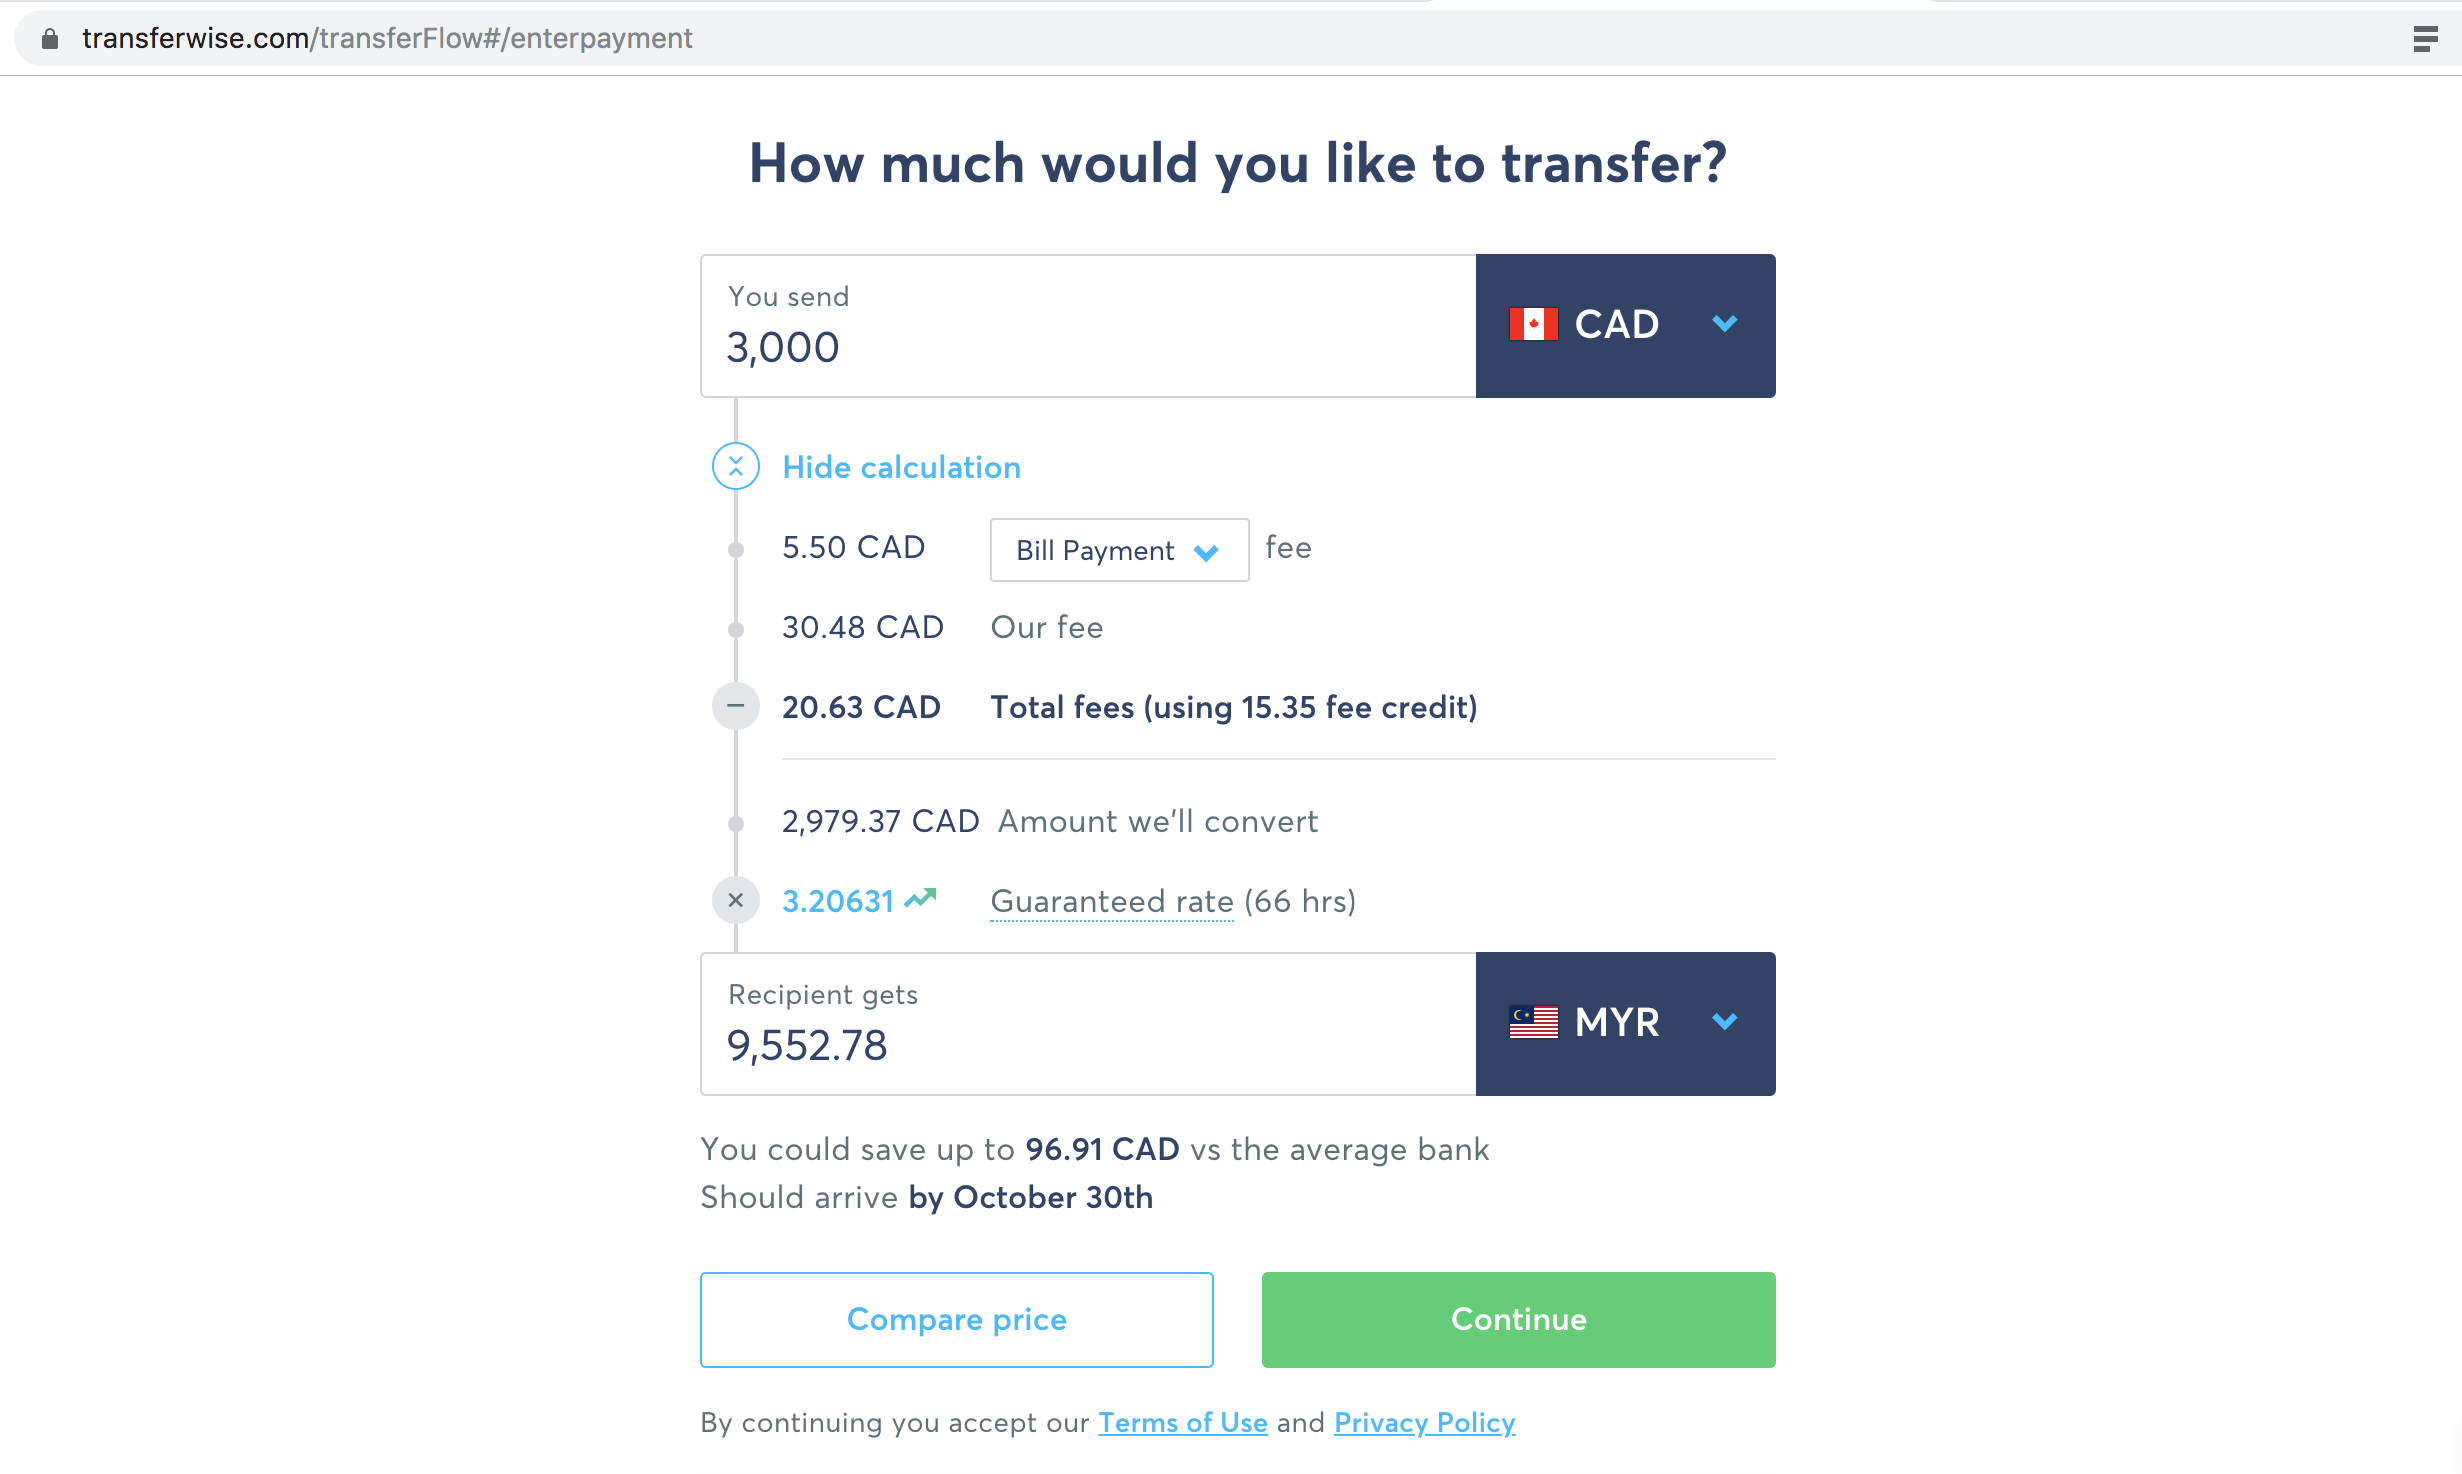 transferwise.com/transferFlow#/enterpayment
How much would you like to transfer?
You send
3,000
CAD
Hide calculation
5.50 CAD Bill Payment fee
30.48 CAD Our fee
20.63 CAD Total fees (using 15.35 fee credit)
2,979.37 CAD Amount we'll convert
3.20631 Guaranteed rate (66 hrs)
Recipient gets
9,552.78
MYR
You could save up to 96.91 CAD vs the average bank
Should arrive by October 30th
Compare price Continue
By continuing you accept our Terms of Use and Privacy Policy